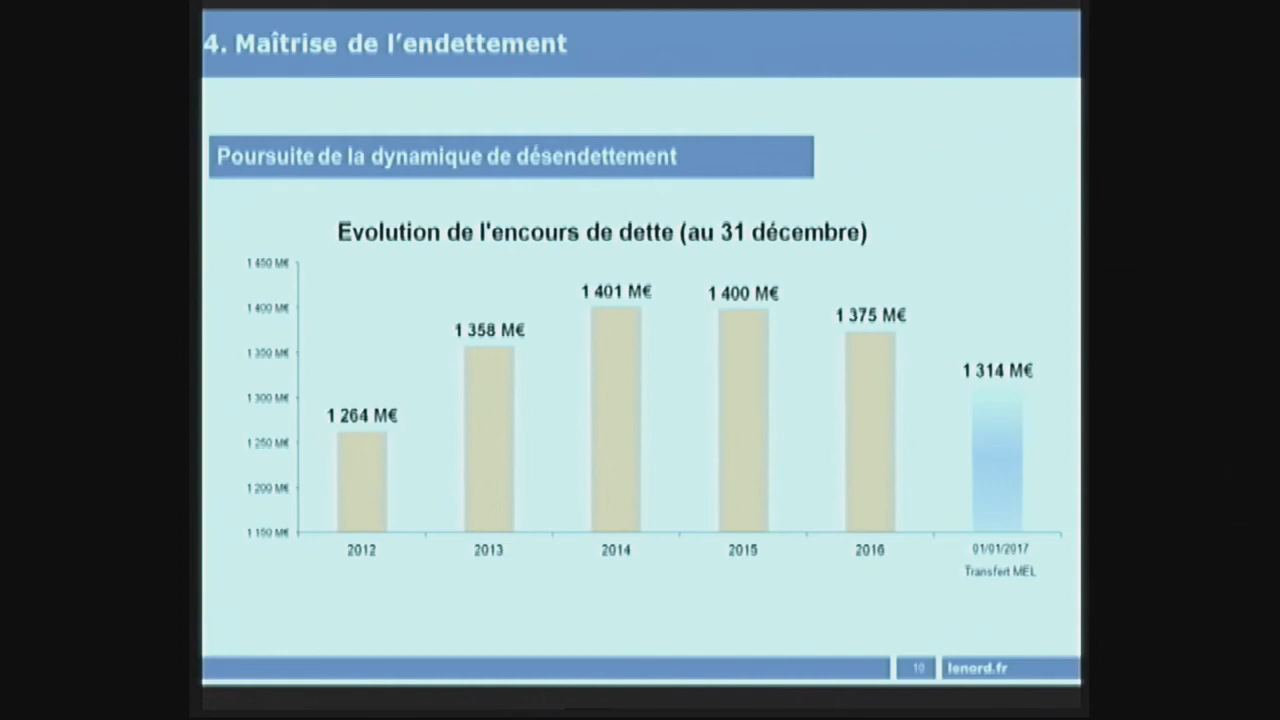 4. Maîtrise de l'endettement
Poursuite de la dynamique de désendettement
Evolution de l'encours de dette (au 31 décembre)
1 450 M€
1 400 M€
1 350 M€
1 300 M€
1 250 M€
1 200 M€
1 150 M€
1 264 M€
1 358 M€
1 401 M€
1 400 M€
1 375 M€
1 314 M€
2012
2013
2014
2015
2016
01/01/2017
Transfert MEL
10
lenord.fr